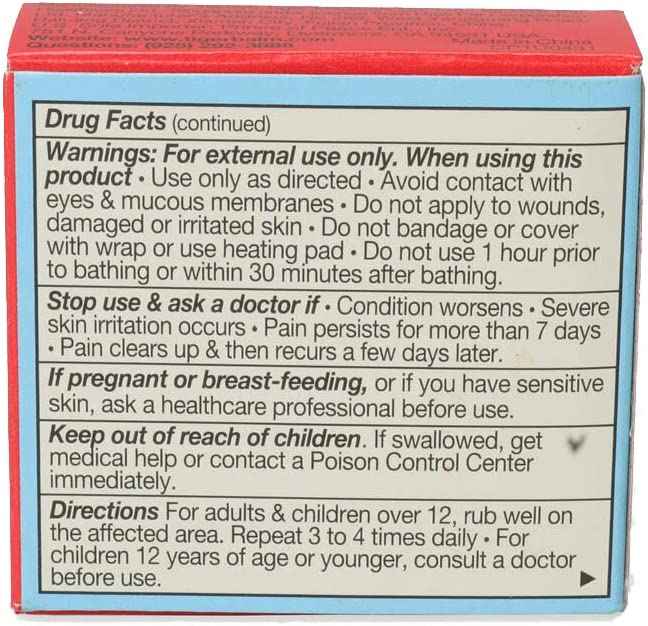 Website: www.tigerbalm.com Made in China
Questions: (925) 292-3888
Drug Facts (continued)
Warnings: For external use only. When using this
product • Use only as directed • Avoid contact with
eyes & mucous membranes • Do not apply to wounds,
damaged or irritated skin • Do not bandage or cover
with wrap or use heating pad • Do not use 1 hour prior
to bathing or within 30 minutes after bathing.
Stop use & ask a doctor if • Condition worsens • Severe
skin irritation occurs • Pain persists for more than 7 days
• Pain clears up & then recurs a few days later.
If pregnant or breast-feeding, or if you have sensitive
skin, ask a healthcare professional before use.
Keep out of reach of children. If swallowed, get
medical help or contact a Poison Control Center
immediately.
Directions For adults & children over 12, rub well on
the affected area. Repeat 3 to 4 times daily • For
children 12 years of age or younger, consult a doctor
before use.